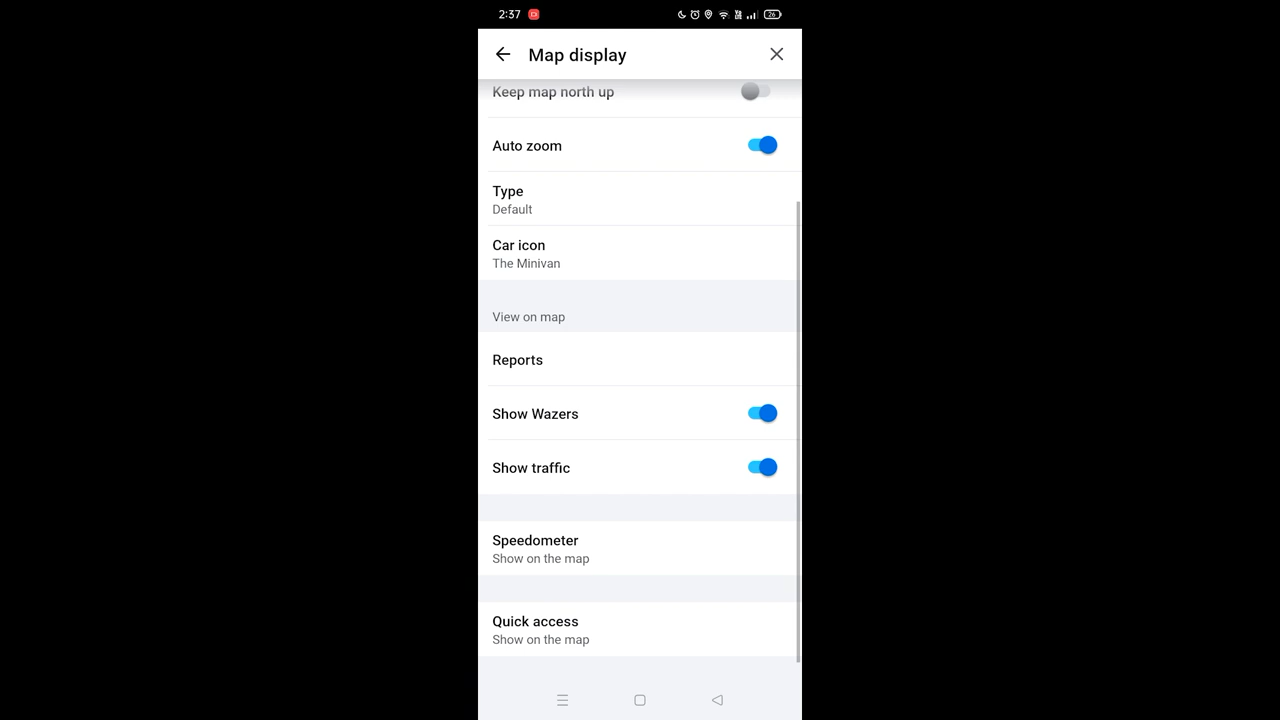 2:37
26
Map display
Keep map north up
Auto zoom
Type
Default
Car icon
The Minivan
View on map
Reports
Show Wazers
Show traffic
Speedometer
Show on the map
Quick access
Show on the map